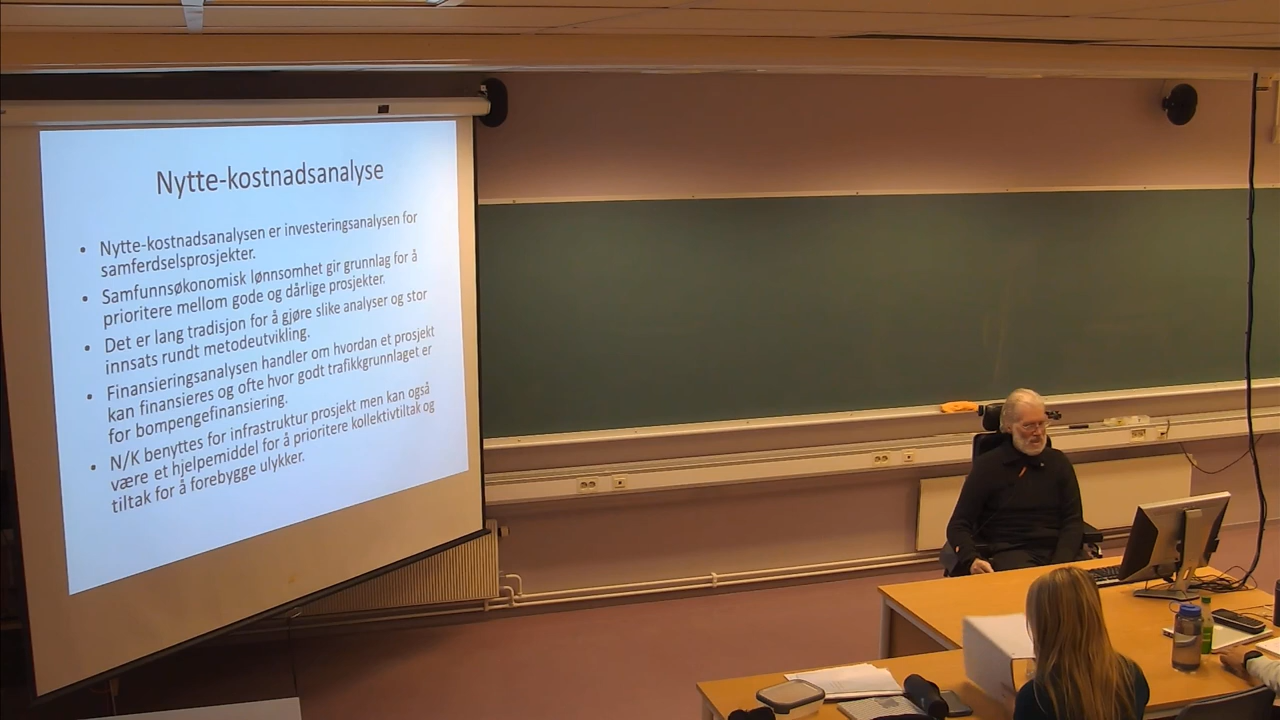 Nytte-kostnadsanalyse
• Nytte-kostnadsanalysen er investeringsanalysen for
samferdselsprosjekter.
• Samfunnsøkonomisk lønnsomhet gir grunnlag for å
prioritere mellom gode og dårlige prosjekter.
• Det er lang tradisjon for å gjøre slike analyser og stor
innsats rundt metodeutvikling.
• Finansieringsanalysen handler om hvordan et prosjekt
kan finansieres og ofte hvor godt trafikkgrunnlaget er
for bompengefinansiering.
• N/K benyttes for infrastruktur prosjekt men kan også
være et hjelpemiddel for å prioritere kollektivtiltak og
tiltak for å forebygge ulykker.